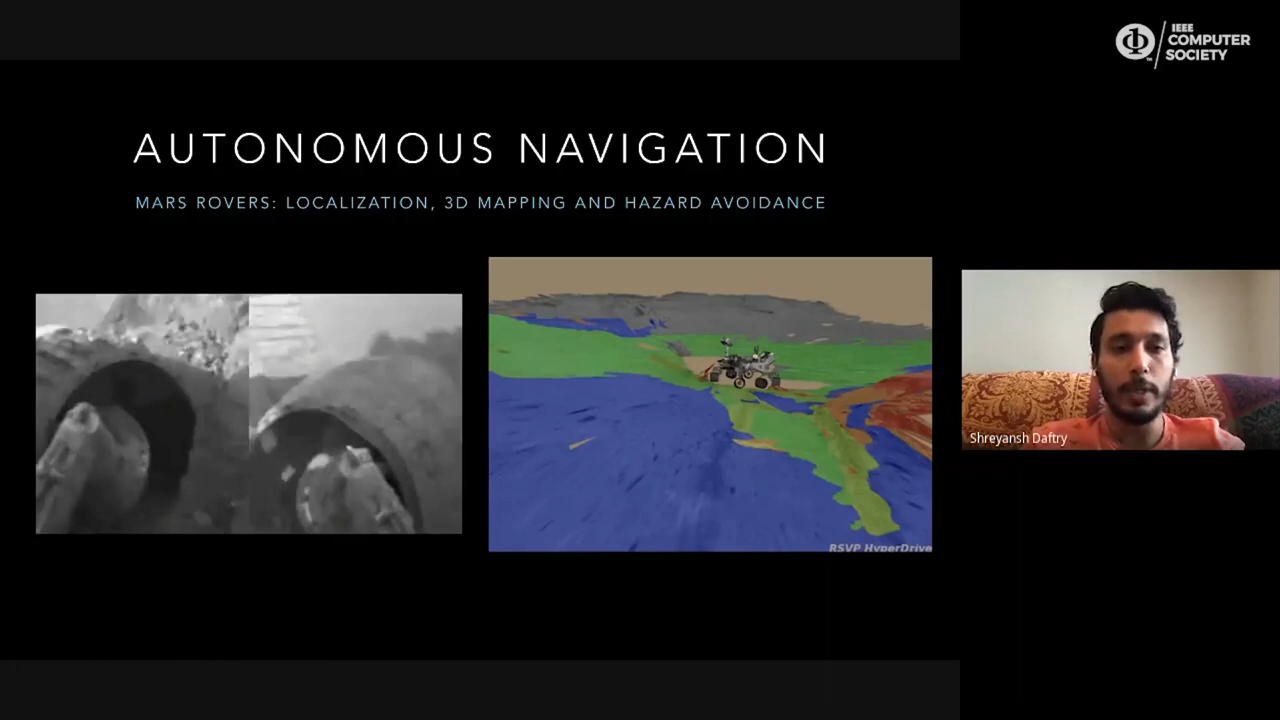 IEEE
COMPUTER
SOCIETY
AUTONOMOUS NAVIGATION
MARS ROVERS: LOCALIZATION, 3D MAPPING AND HAZARD AVOIDANCE
Shreyansh Daftry
RSVP HyperDrive